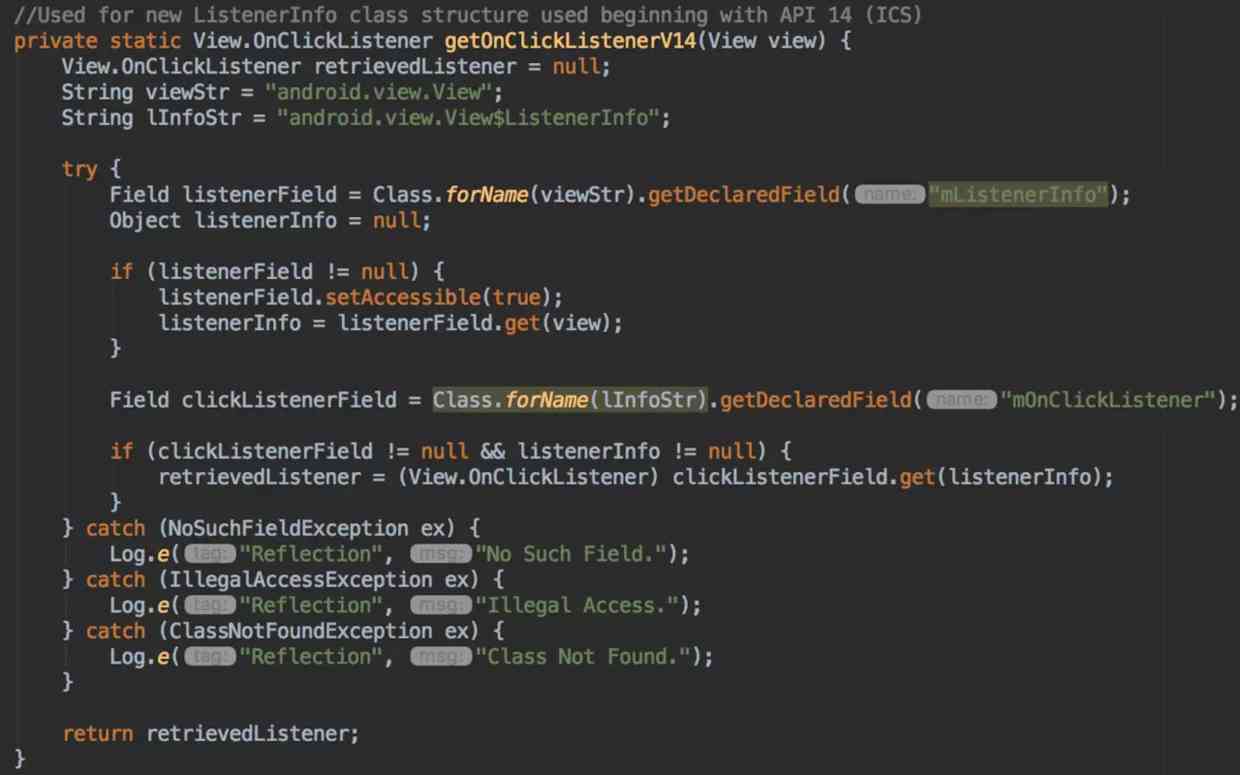 //Used for new ListenerInfo class structure used beginning with API 14 (ICS)
private static View.OnClickListener getOnClickListenerV14(View view) {
View.OnClickListener retrievedListener = null;
String viewStr = "android.view.View";
String lInfoStr = "android.view.View$ListenerInfo";
try {
Field listenerField = Class.forName(viewStr).getDeclaredField( name: "mListenerInfo");
Object listenerInfo = null;
if (listenerField != null) {
listenerField.setAccessible(true);
listenerInfo = listenerField.get(view);
}
Field clickListenerField = Class.forName(lInfoStr).getDeclaredField( name: "mOnClickListener");
if (clickListenerField != null && listenerInfo != null) {
retrievedListener = (View.OnClickListener) clickListenerField.get(listenerInfo);
}
} catch (NoSuchFieldException ex) {
Log.e( tag: "Reflection", msg: "No Such Field.");
} catch (IllegalAccessException ex) {
Log.e( tag: "Reflection", msg: "Illegal Access.");
} catch (ClassNotFoundException ex) {
Log.e( tag: "Reflection", msg: "Class Not Found.");
}
return retrievedListener;
}